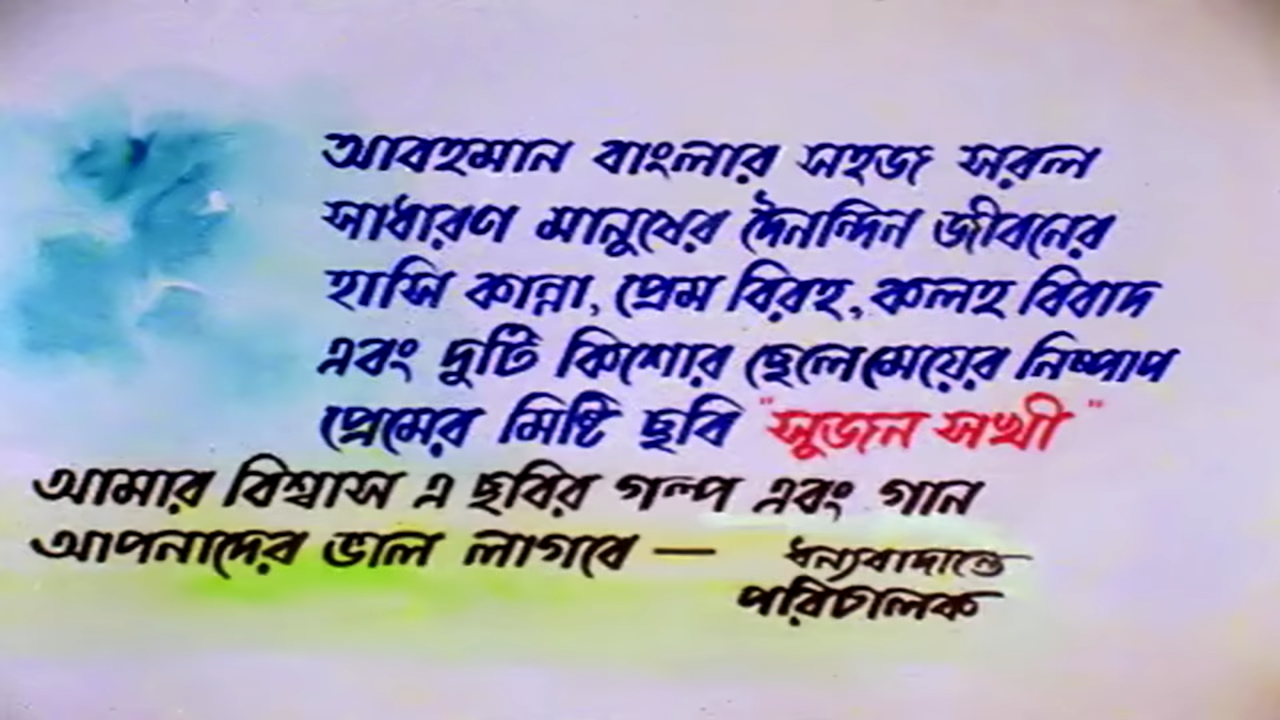 আবহমান বাংলার সহজ সরল
সাধারণ মানুষের দৈনন্দিন জীবনের
হাসি কান্না, প্রেম বিরহ, কলহ বিবাদ
এবং দুটি কিশোর ছেলেমেয়ের নিষ্পাপ
প্রেমের মিষ্টি ছবি "সুজন সখী"
আমার বিশ্বাস এ ছবির গল্প এবং গান
আপনাদের ভাল লাগবে —
ধন্যবাদান্তে
পরিচালক